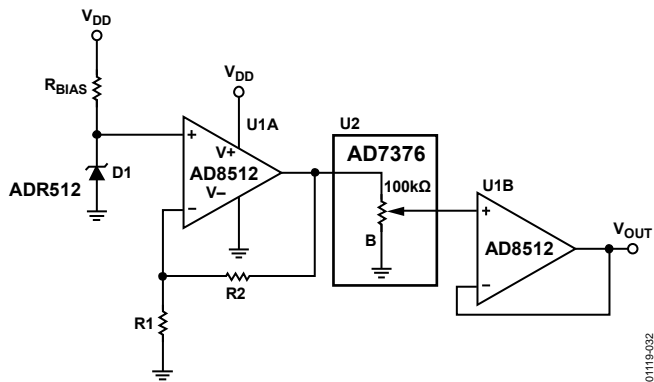 VDD
RBIAS
ADR512
D1
VDD
U1A
+
V+
AD8512
V–
–
R2
R1
U2
AD7376
100kΩ
B
U1B
+
AD8512
–
VOUT
01119-032